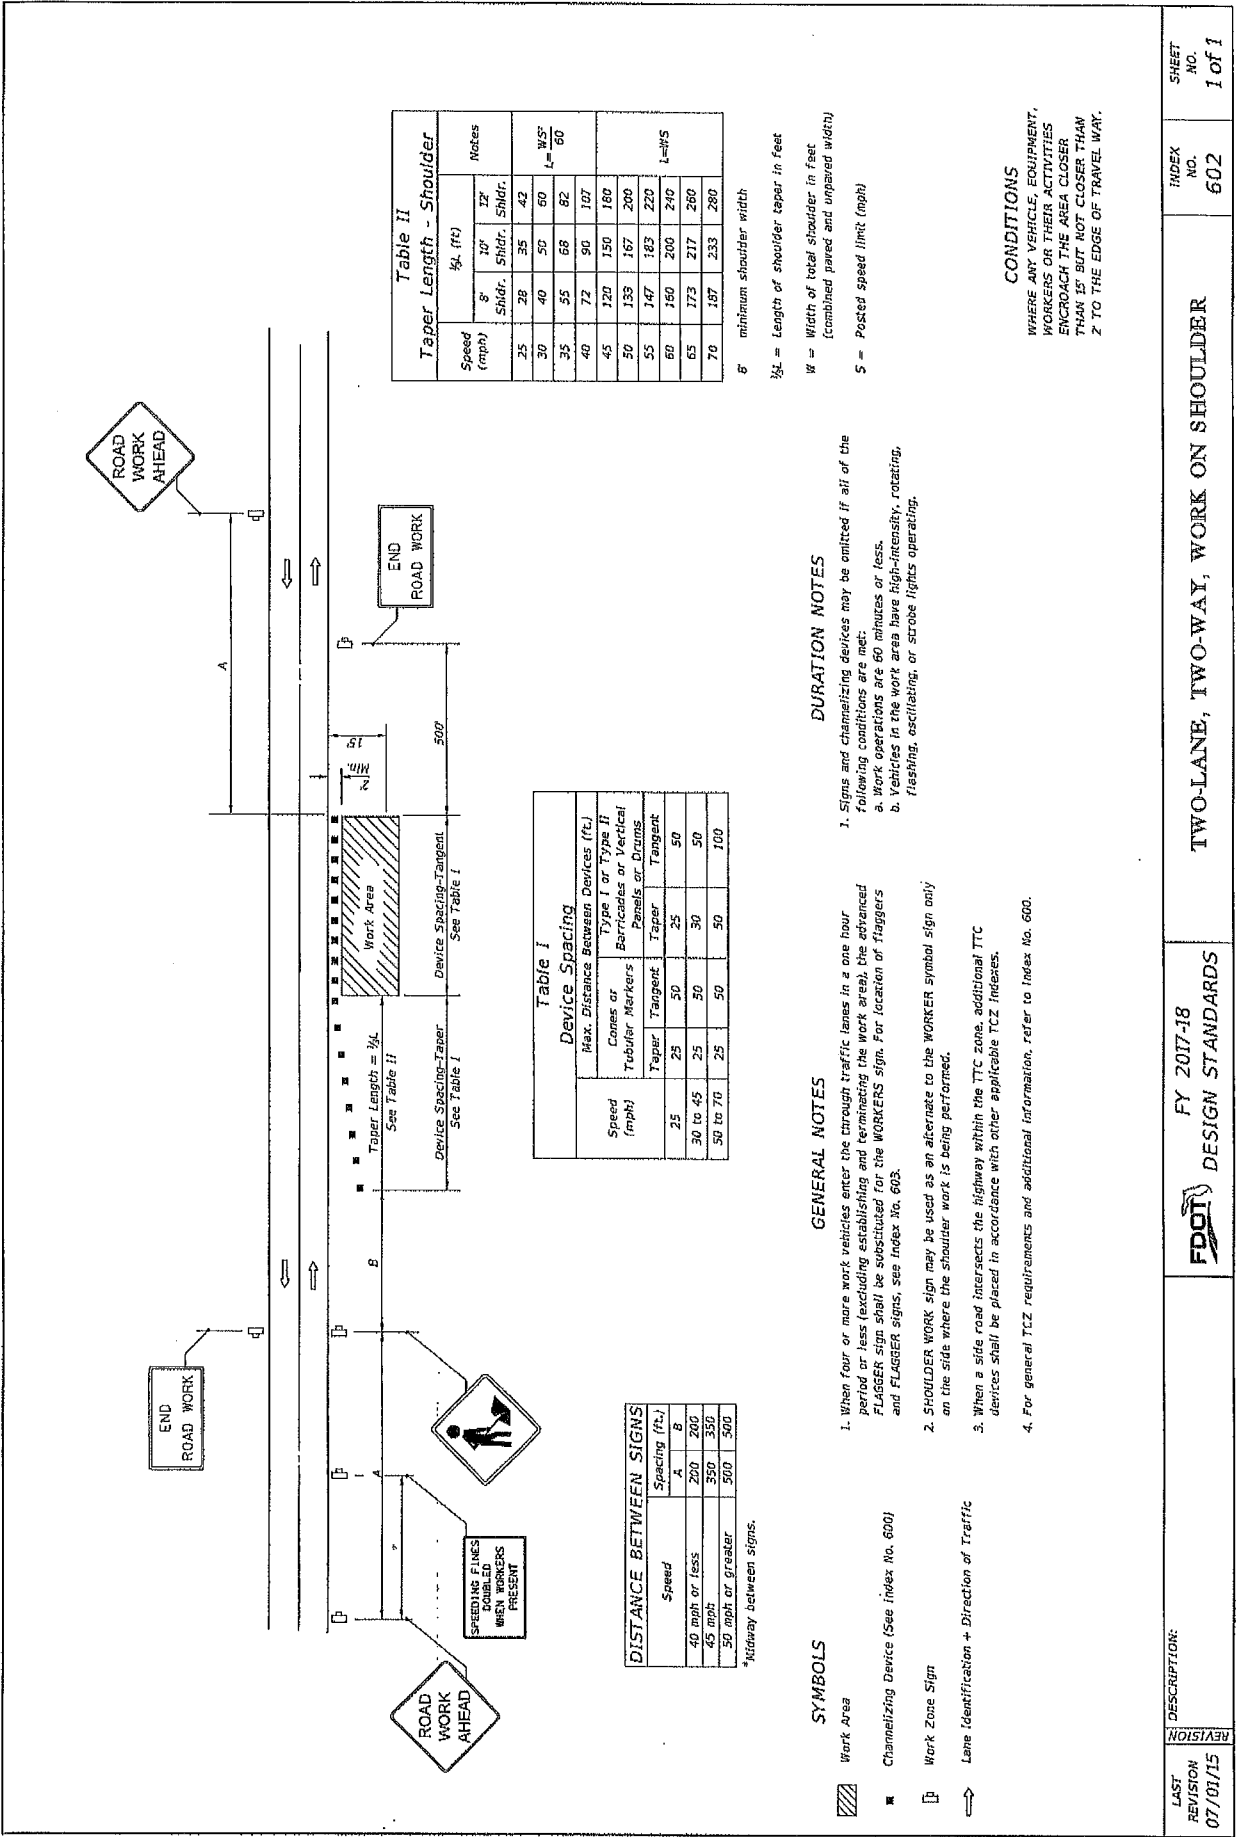 ROAD
WORK
AHEAD
END
ROAD WORK
A
15'
2'
Min.
500'
END
ROAD WORK
Work Area
Taper Length = ⅓L
See Table II
Device Spacing-Taper
See Table I
Device Spacing-Tangent
See Table I
B
A
*
SPEEDING FINES
DOUBLED
WHEN WORKERS
PRESENT
ROAD
WORK
AHEAD
DISTANCE BETWEEN SIGNS
Speed Spacing (ft.)
A B
40 mph or less 200 200
45 mph 350 350
50 mph or greater 500 500
*Midway between signs.
Table I
Device Spacing
Speed (mph) Max. Distance Between Devices (ft.)
Cones or Tubular Markers Type I or Type II Barricades or Vertical Panels or Drums
Taper Tangent Taper Tangent
25 25 50 25 50
30 to 45 25 50 30 50
50 to 70 25 50 50 100
Table II
Taper Length - Shoulder
Speed (mph) ⅓L (ft) Notes
8' Shldr. 10' Shldr. 12' Shldr.
25 28 35 42
30 40 50 60
35 55 68 82
40 72 90 107
L= WS² / 60
45 120 150 180
50 133 167 200
55 147 183 220
60 160 200 240
65 173 217 260
70 187 233 280
L=WS
8' minimum shoulder width
⅓L = Length of shoulder taper in feet
W = Width of total shoulder in feet
(combined paved and unpaved width)
S = Posted speed limit (mph)
SYMBOLS
Work Area
Channelizing Device (See Index No. 600)
Work Zone Sign
Lane Identification + Direction of Traffic
GENERAL NOTES
1. When four or more work vehicles enter the through traffic lanes in a one hour
period or less (excluding establishing and terminating the work area), the advanced
FLAGGER sign shall be substituted for the WORKERS sign. For location of flaggers
and FLAGGER signs, see Index No. 603.
2. SHOULDER WORK sign may be used as an alternate to the WORKER symbol sign only
on the side where the shoulder work is being performed.
3. When a side road intersects the highway within the TTC zone, additional TTC
devices shall be placed in accordance with other applicable TCZ Indexes.
4. For general TCZ requirements and additional information, refer to Index No. 600.
DURATION NOTES
1. Signs and channelizing devices may be omitted if all of the
following conditions are met:
a. Work operations are 60 minutes or less.
b. Vehicles in the work area have high-intensity, rotating,
flashing, oscillating, or strobe lights operating.
CONDITIONS
WHERE ANY VEHICLE, EQUIPMENT,
WORKERS OR THEIR ACTIVITIES
ENCROACH THE AREA CLOSER
THAN 15' BUT NOT CLOSER THAN
2' TO THE EDGE OF TRAVEL WAY.
LAST
REVISION
07/01/15
REVISION
DESCRIPTION:
FDOT
FY 2017-18
DESIGN STANDARDS
TWO-LANE, TWO-WAY, WORK ON SHOULDER
INDEX
NO.
602
SHEET
NO.
1 of 1